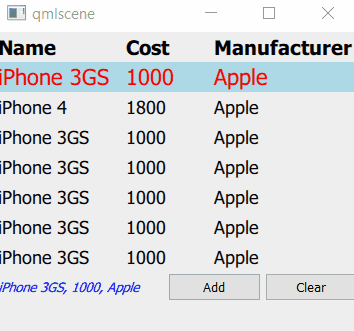 qmlscene
Name Cost Manufacturer
iPhone 3GS 1000 Apple
iPhone 4 1800 Apple
iPhone 3GS 1000 Apple
iPhone 3GS 1000 Apple
iPhone 3GS 1000 Apple
iPhone 3GS 1000 Apple
iPhone 3GS 1000 Apple
iPhone 3GS, 1000, Apple Add Clear